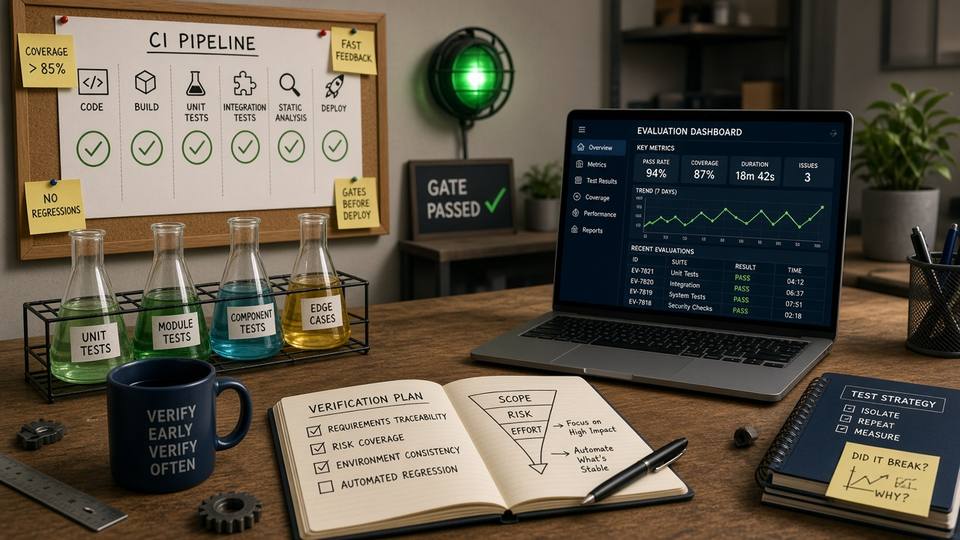 CI PIPELINE
COVERAGE
> 85%
FAST
FEEDBACK
CODE
BUILD
UNIT
TESTS
INTEGRATION
TESTS
STATIC
ANALYSIS
DEPLOY
NO
REGRESSIONS
GATES
BEFORE
DEPLOY
GATE
PASSED
EVALUATION DASHBOARD
Overview
Metrics
Test Results
Coverage
Performance
Reports
KEY METRICS
PASS RATE
94%
COVERAGE
87%
DURATION
18m 42s
ISSUES
3
TREND (7 DAYS)
RECENT EVALUATIONS
ID SUITE RESULT TIME
EV-7821 Unit Tests PASS 04:12
EV-7820 Integration PASS 06:37
EV-7819 System Tests PASS 07:51
EV-7818 Security Checks PASS 02:18
UNIT
TESTS
MODULE
TESTS
COMPONENT
TESTS
EDGE
CASES
VERIFY
EARLY
VERIFY
OFTEN
VERIFICATION PLAN
REQUIREMENTS TRACEABILITY
RISK COVERAGE
ENVIRONMENT CONSISTENCY
AUTOMATED REGRESSION
SCOPE
RISK
EFFORT
Focus on
High Impact
Automate
What's
Stable
TEST STRATEGY
ISOLATE
REPEAT
MEASURE
DID IT BREAK?
WHY?